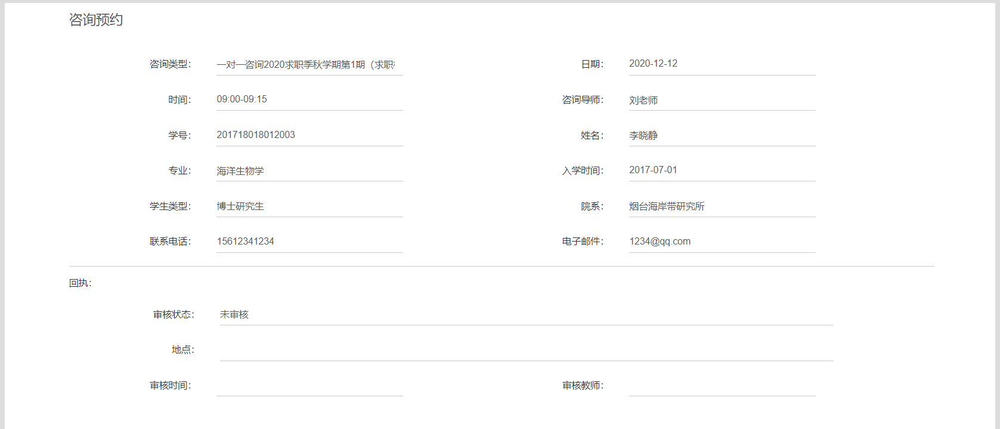 咨询预约
咨询类型： 一对一咨询2020求职季秋学期第1期（求职 日期： 2020-12-12
时间： 09:00-09:15 咨询导师： 刘老师
学号： 201718018012003 姓名： 李晓静
专业： 海洋生物学 入学时间： 2017-07-01
学生类型： 博士研究生 院系： 烟台海岸带研究所
联系电话： 15612341234 电子邮件： 1234@qq.com
回执：
审核状态： 未审核
地点：
审核时间： 审核教师：